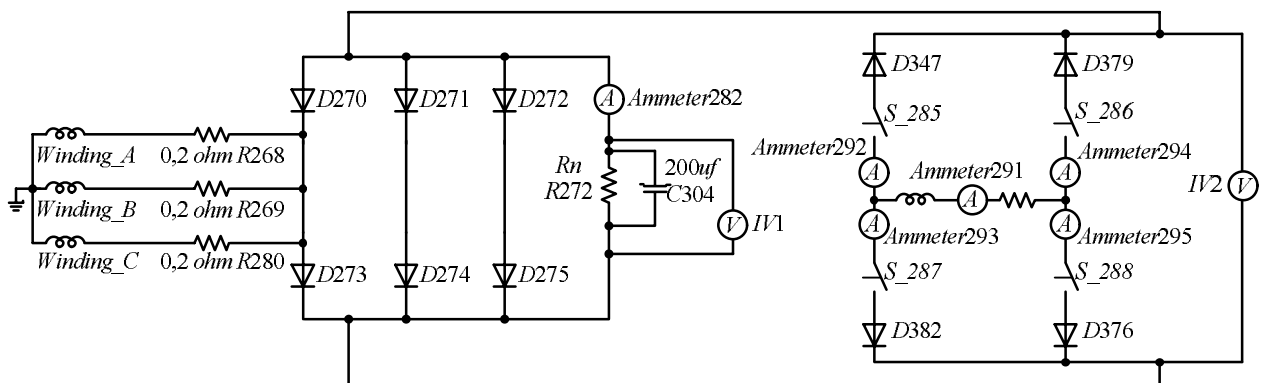 D270
D271
D272
A Ammeter282
Winding_A 0,2 ohm R268
Winding_B 0,2 ohm R269
Winding_C 0,2 ohm R280
Rn
R272
200uf
C304
V IV1
D273
D274
D275
D347
D379
S_285
S_286
Ammeter292 A
Ammeter291 A
A Ammeter294
IV2 V
A Ammeter293
A Ammeter295
S_287
S_288
D382
D376